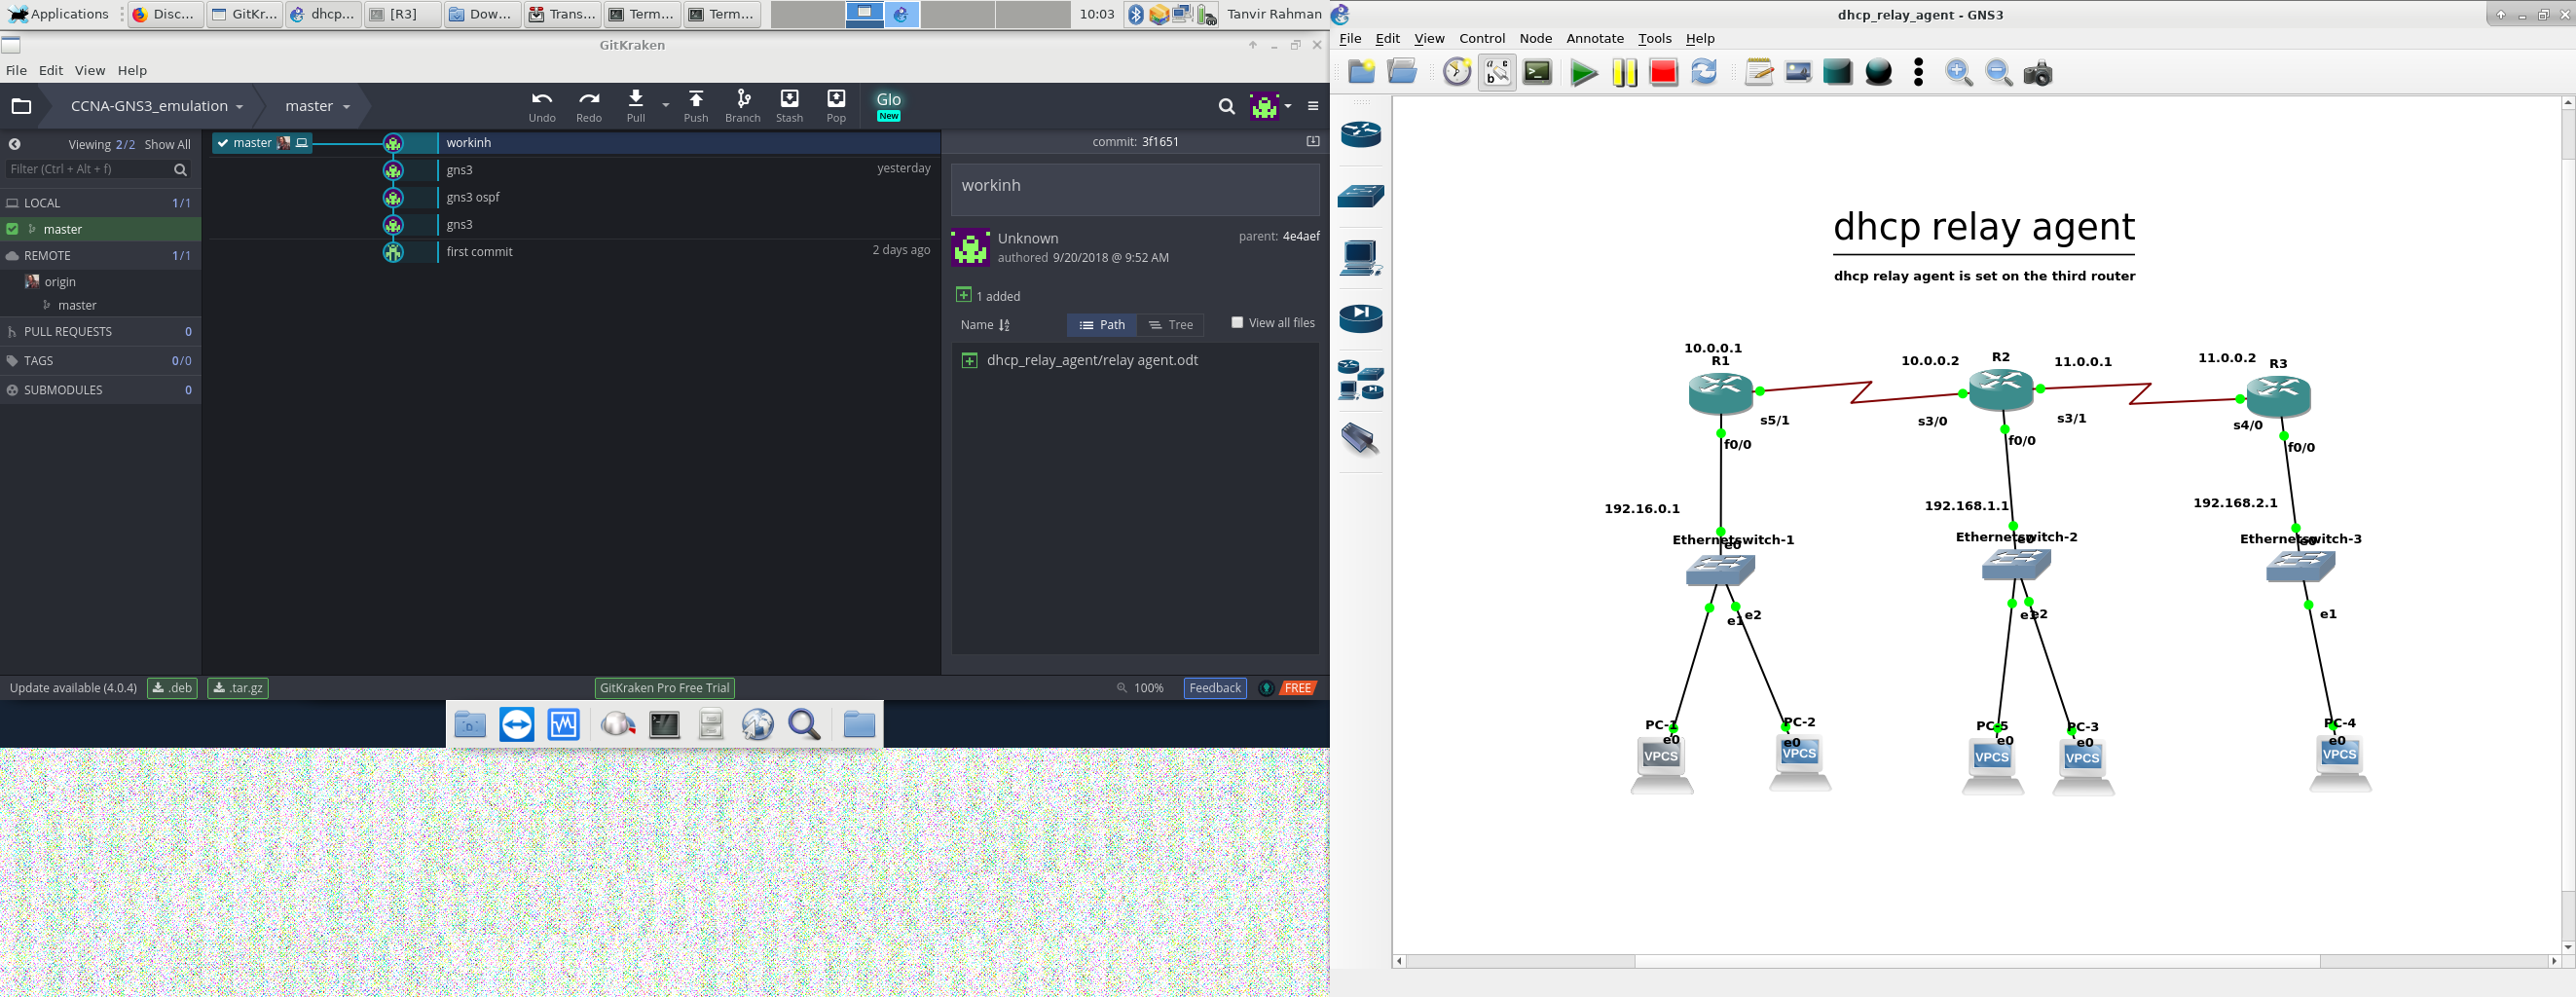 Applications
Disc...
GitKr...
dhcp...
[R3]
Dow...
Trans...
Term...
Term...
10:03
Tanvir Rahman
GitKraken
File Edit View Help
CCNA-GNS3_emulation
master
Undo
Redo
Pull
Push
Branch
Stash
Pop
Glo
New
Viewing 2/2 Show All
Filter (Ctrl + Alt + f)
LOCAL 1/1
master
REMOTE 1/1
origin
master
PULL REQUESTS 0
TAGS 0/0
SUBMODULES 0
master
workinh
gns3 yesterday
gns3 ospf
gns3
first commit 2 days ago
commit: 3f1651
workinh
Unknown
parent: 4e4aef
authored 9/20/2018 @ 9:52 AM
1 added
Name
Path
Tree
View all files
dhcp_relay_agent/relay agent.odt
Update available (4.0.4)
.deb
.tar.gz
GitKraken Pro Free Trial
100%
Feedback
FREE
dhcp_relay_agent - GNS3
File Edit View Control Node Annotate Tools Help
dhcp relay agent
dhcp relay agent is set on the third router
10.0.0.1
R1
10.0.0.2
R2
11.0.0.1
11.0.0.2
R3
s5/1
s3/0
s3/1
s4/0
f0/0
f0/0
f0/0
192.16.0.1
192.168.1.1
192.168.2.1
Ethernetswitch-1
e0
Ethernetswitch-2
e0
Ethernetswitch-3
e0
e1
e2
e1
e2
e1
PC-1
e0
VPCS
PC-2
e0
VPCS
PC-5
e0
VPCS
PC-3
e0
VPCS
PC-4
e0
VPCS